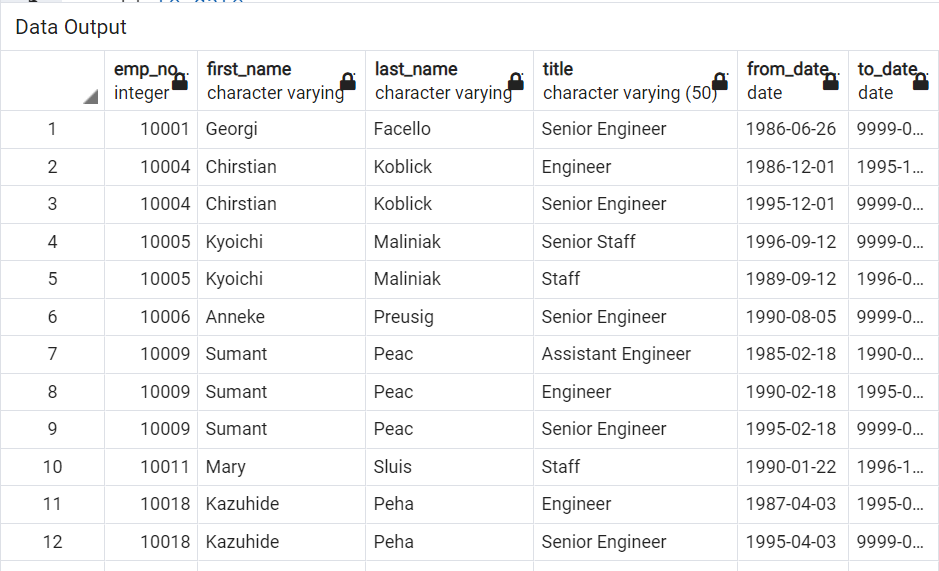 Data Output
emp_no.. first_name last_name title from_date.. to_date..
integer character varying character varying character varying (50) date date
1 10001 Georgi Facello Senior Engineer 1986-06-26 9999-0...
2 10004 Chirstian Koblick Engineer 1986-12-01 1995-1...
3 10004 Chirstian Koblick Senior Engineer 1995-12-01 9999-0...
4 10005 Kyoichi Maliniak Senior Staff 1996-09-12 9999-0...
5 10005 Kyoichi Maliniak Staff 1989-09-12 1996-0...
6 10006 Anneke Preusig Senior Engineer 1990-08-05 9999-0...
7 10009 Sumant Peac Assistant Engineer 1985-02-18 1990-0...
8 10009 Sumant Peac Engineer 1990-02-18 1995-0...
9 10009 Sumant Peac Senior Engineer 1995-02-18 9999-0...
10 10011 Mary Sluis Staff 1990-01-22 1996-1...
11 10018 Kazuhide Peha Engineer 1987-04-03 1995-0...
12 10018 Kazuhide Peha Senior Engineer 1995-04-03 9999-0...